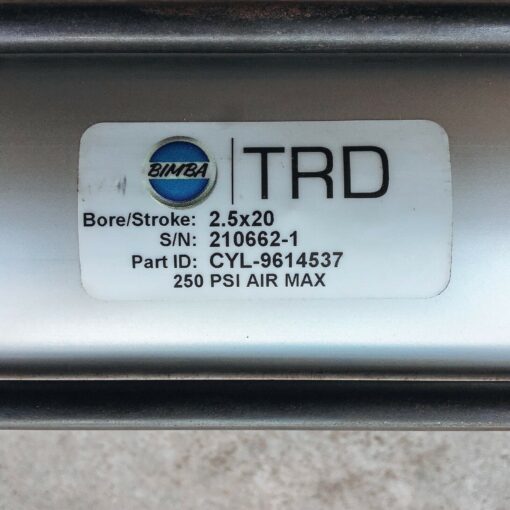 BIMBA TRD
Bore/Stroke: 2.5x20
S/N: 210662-1
Part ID: CYL-9614537
250 PSI AIR MAX